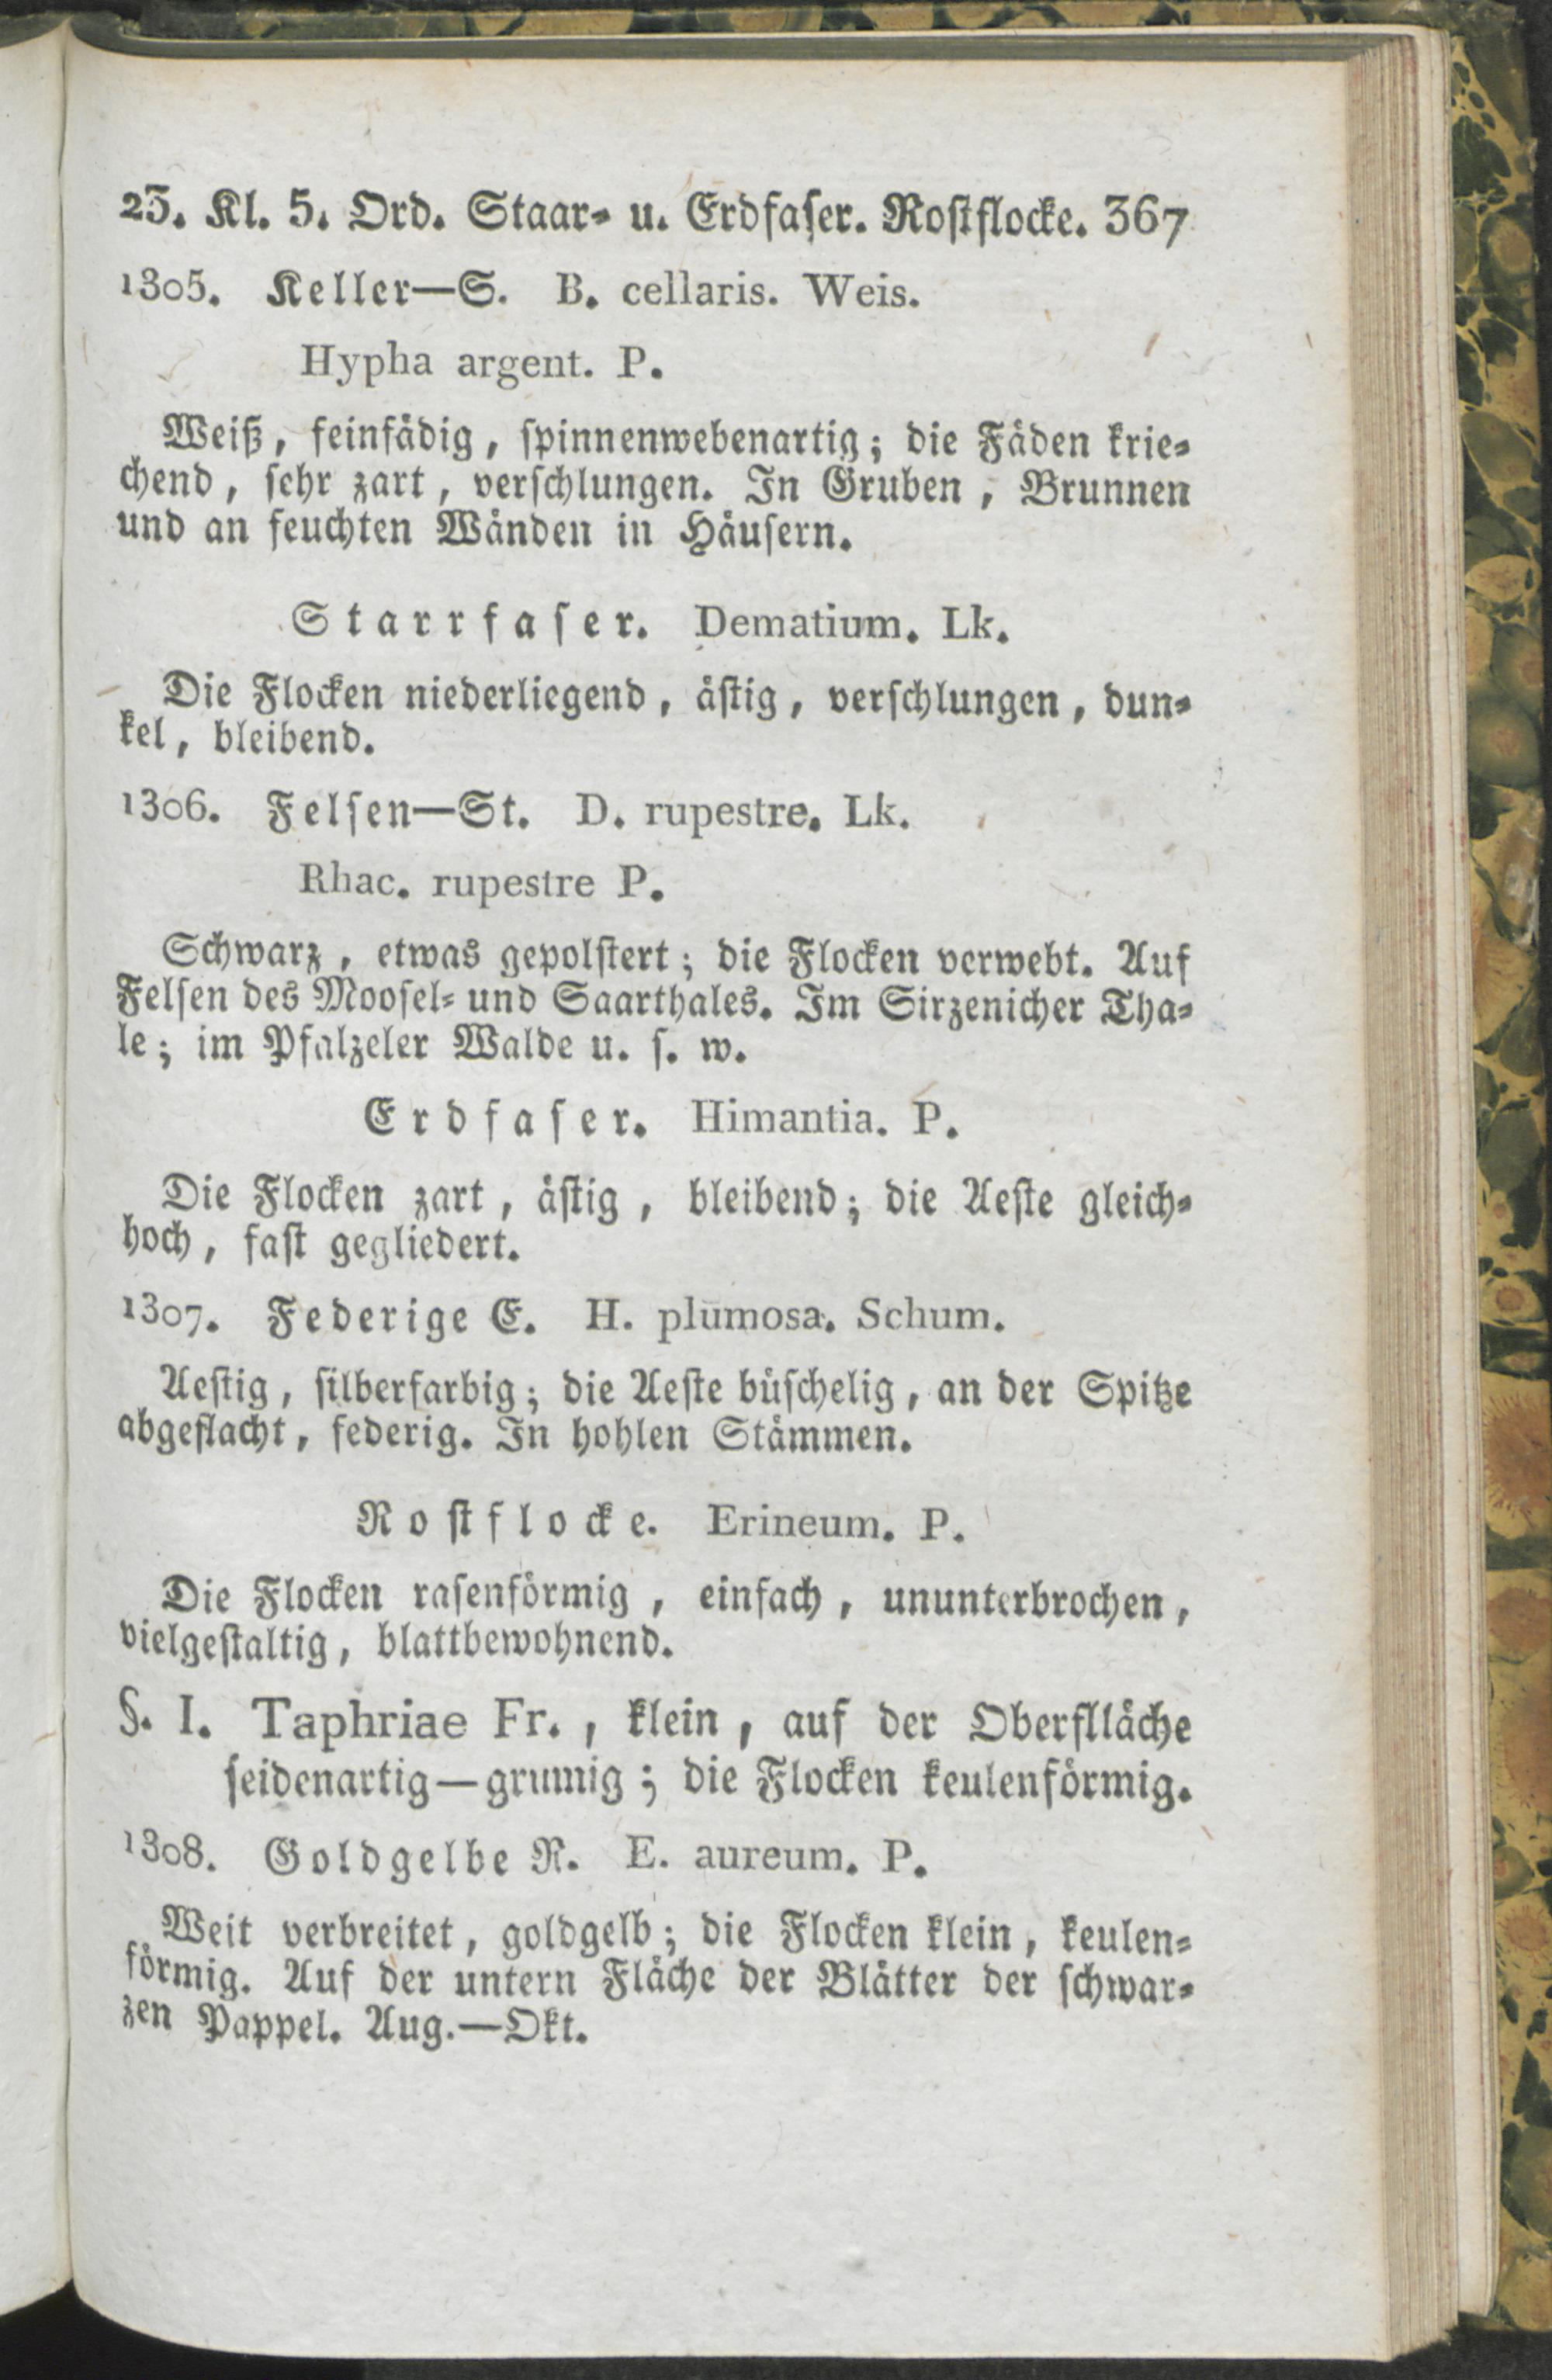 25. Kl. 5. Ord. Staar- u. Erdfaser. Rostflocke. 367
1305. Keller—S. B. cellaris. Weis.
Hypha argent. P.
Weiß, feinfädig, spinnenwebenartig; die Fäden krie-
chend, sehr zart, verschlungen. In Gruben, Brunnen
und an feuchten Wänden in Häusern.
Starrfaser. Dematium. Lk.
Die Flocken niederliegend, ästig, verschlungen, dun-
kel, bleibend.
1306. Felsen—St. D. rupestre. Lk.
Rhac. rupestre P.
Schwarz, etwas gepolstert; die Flocken verwebt. Auf
Felsen des Moosel- und Saarthales. Im Sirzenicher Tha-
le; im Pfalzeler Walde u. s. w.
Erdfaser. Himantia. P.
Die Flocken zart, ästig, bleibend; die Aeste gleich-
hoch, fast gegliedert.
1307. Federige E. H. plumosa. Schum.
Aestig, silberfarbig; die Aeste büschelig, an der Spitze
abgeflacht, federig. In hohlen Stämmen.
Rostflocke. Erineum. P.
Die Flocken rasenförmig, einfach, ununterbrochen,
vielgestaltig, blattbewohnend.
§. I. Taphriae Fr., klein, auf der Oberflläche
seidenartig—grumig; die Flocken keulenförmig.
1308. Goldgelbe R. E. aureum. P.
Weit verbreitet, goldgelb; die Flocken klein, keulen-
förmig. Auf der untern Fläche der Blätter der schwar-
zen Pappel. Aug.—Okt.